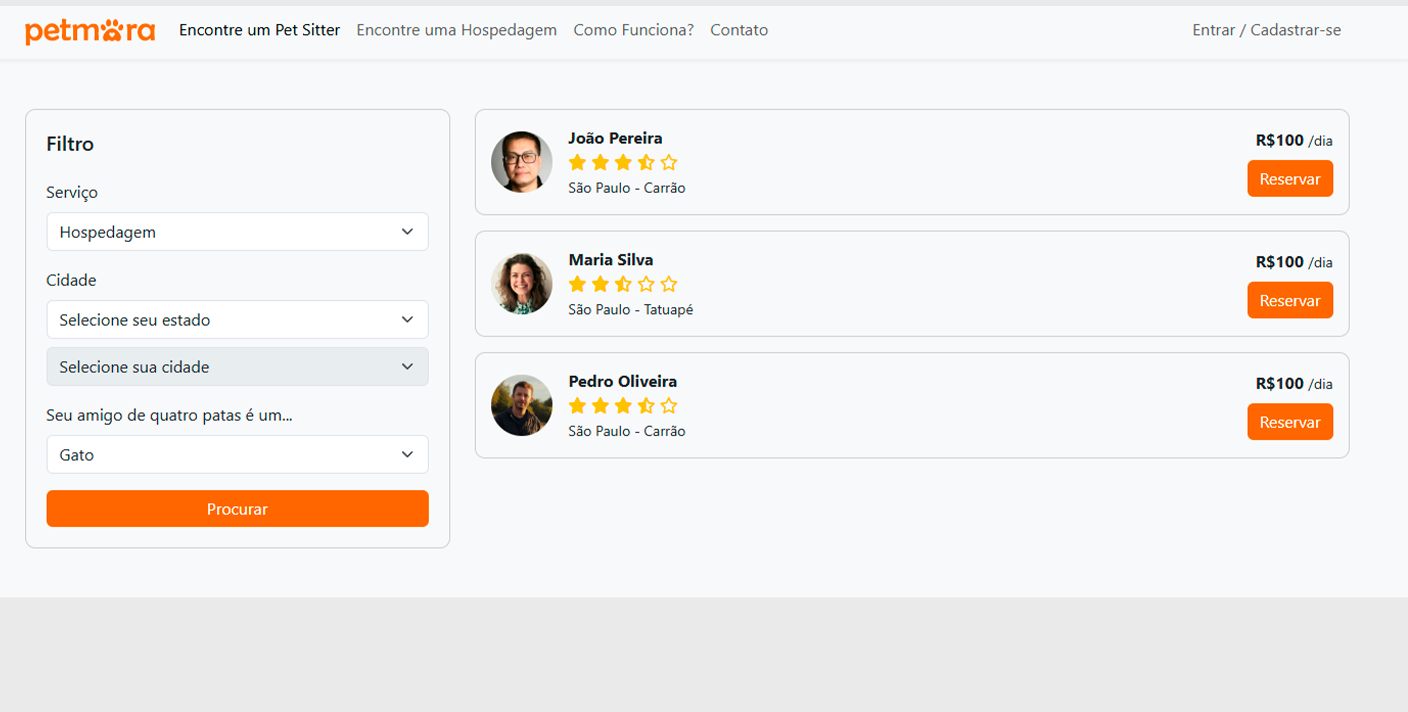 petmora
Encontre um Pet Sitter
Encontre uma Hospedagem
Como Funciona?
Contato
Entrar / Cadastrar-se
Filtro
Serviço
Hospedagem
Cidade
Selecione seu estado
Selecione sua cidade
Seu amigo de quatro patas é um...
Gato
Procurar
João Pereira
São Paulo - Carrão
R$100 /dia
Reservar
Maria Silva
São Paulo - Tatuapé
R$100 /dia
Reservar
Pedro Oliveira
São Paulo - Carrão
R$100 /dia
Reservar